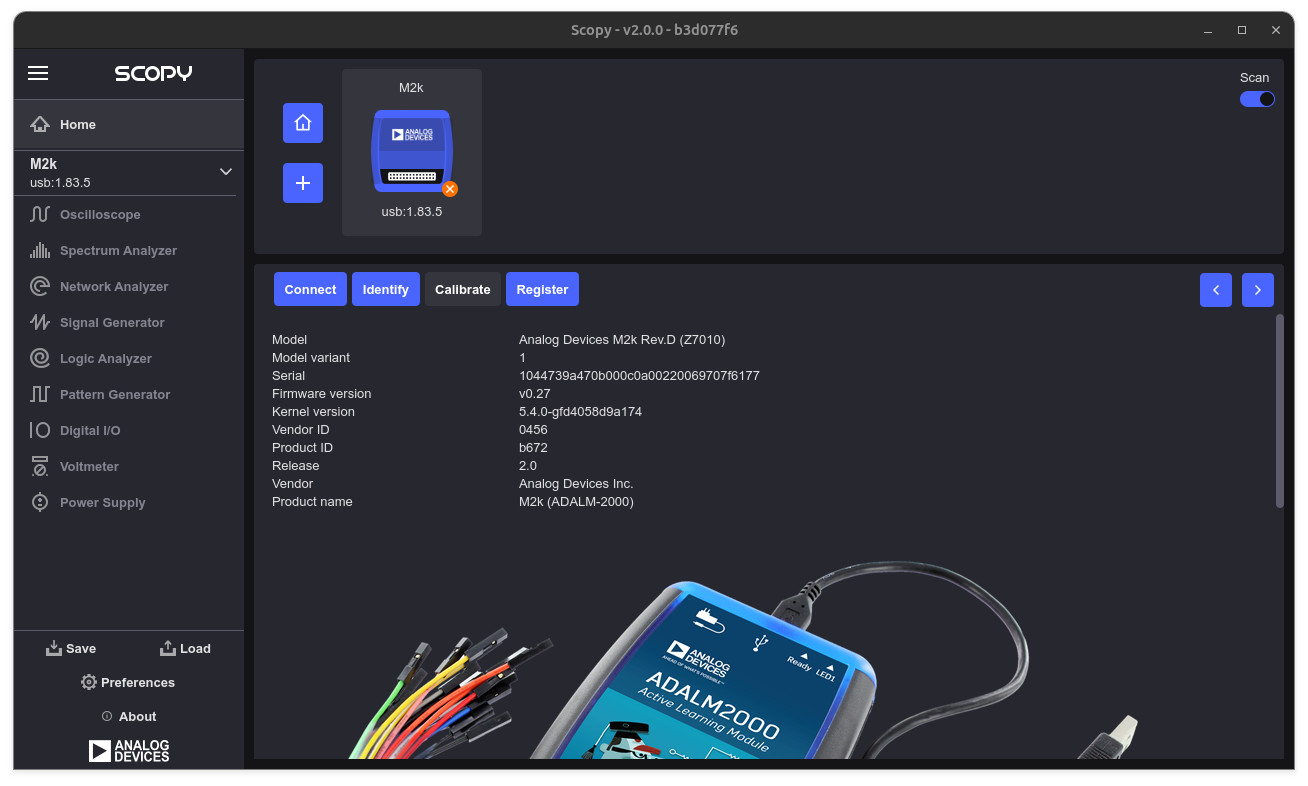 Scopy - v2.0.0 - b3d077f6
SCOPY
Home
M2k
usb:1.83.5
Oscilloscope
Spectrum Analyzer
Network Analyzer
Signal Generator
Logic Analyzer
Pattern Generator
Digital I/O
Voltmeter
Power Supply
Save Load
Preferences
About
ANALOG
DEVICES
M2k
ANALOG
DEVICES
usb:1.83.5
Scan
Connect Identify Calibrate Register
Model Analog Devices M2k Rev.D (Z7010)
Model variant 1
Serial 1044739a470b000c0a00220069707f6177
Firmware version v0.27
Kernel version 5.4.0-gfd4058d9a174
Vendor ID 0456
Product ID b672
Release 2.0
Vendor Analog Devices Inc.
Product name M2k (ADALM-2000)
Ready LED1
ANALOG
DEVICES
AHEAD OF WHAT'S POSSIBLE™
ADALM2000
Active Learning Module